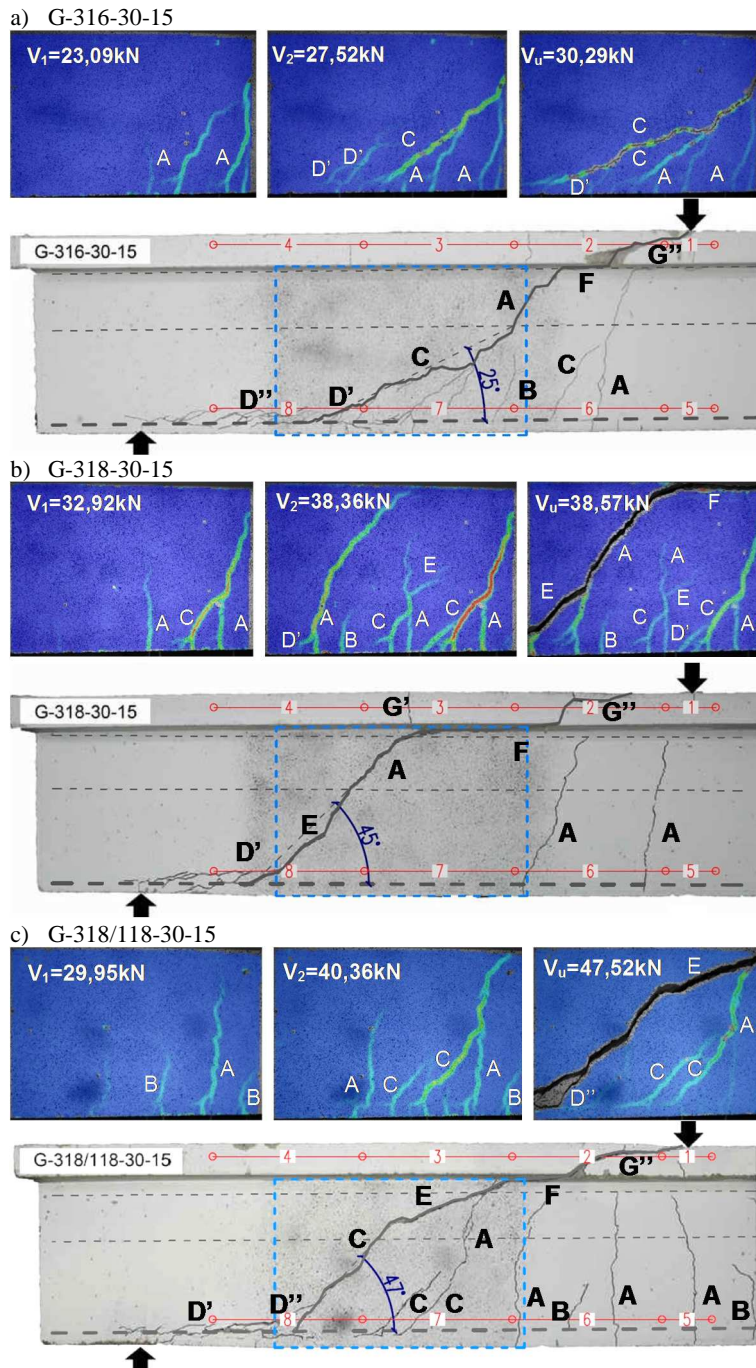 a) G-316-30-15
V1=23,09kN V2=27,52kN Vu=30,29kN
A A
D' D' C A A
C C D' A A
G-316-30-15
4 3 2 1
G''
F
A
C C
25°
B A
D'' D'
8 7 6 5
b) G-318-30-15
V1=32,92kN V2=38,36kN Vu=38,57kN
A C A
E
D' A B C A C A
F
A A
E E
A B C D' A
G-318-30-15
4 G' 3 2 G'' 1
F
A
A A
E
45°
D'
8 7 6 5
c) G-318/118-30-15
V1=29,95kN V2=40,36kN Vu=47,52kN
B A B
A C C A B
E
A
C C
D''
G-318/118-30-15
4 3 2 1
G''
E F
C A
47°
D' D'' C C A B A A B
8 7 6 5